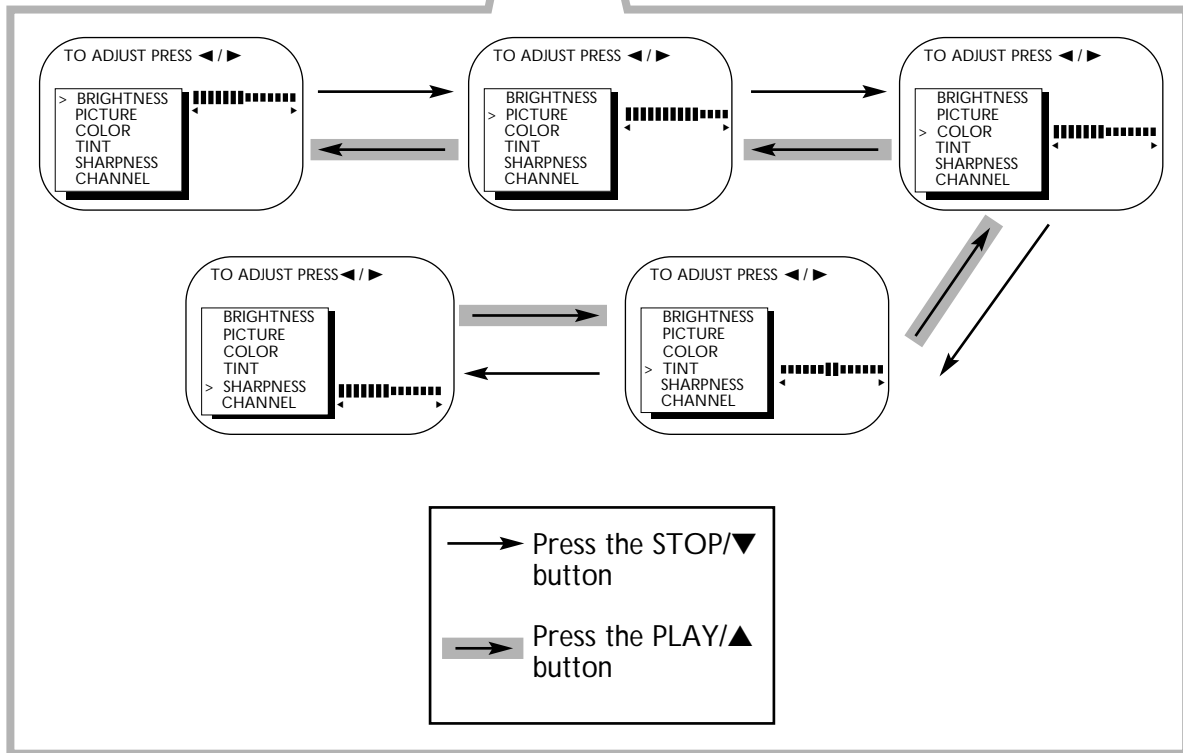 TO ADJUST PRESS ◄ / ►
> BRIGHTNESS
PICTURE
COLOR
TINT
SHARPNESS
CHANNEL
TO ADJUST PRESS ◄ / ►
BRIGHTNESS
> PICTURE
COLOR
TINT
SHARPNESS
CHANNEL
TO ADJUST PRESS ◄ / ►
BRIGHTNESS
PICTURE
> COLOR
TINT
SHARPNESS
CHANNEL
TO ADJUST PRESS ◄ / ►
BRIGHTNESS
PICTURE
COLOR
TINT
> SHARPNESS
CHANNEL
TO ADJUST PRESS ◄ / ►
BRIGHTNESS
PICTURE
COLOR
> TINT
SHARPNESS
CHANNEL
Press the STOP/▼
button
Press the PLAY/▲
button